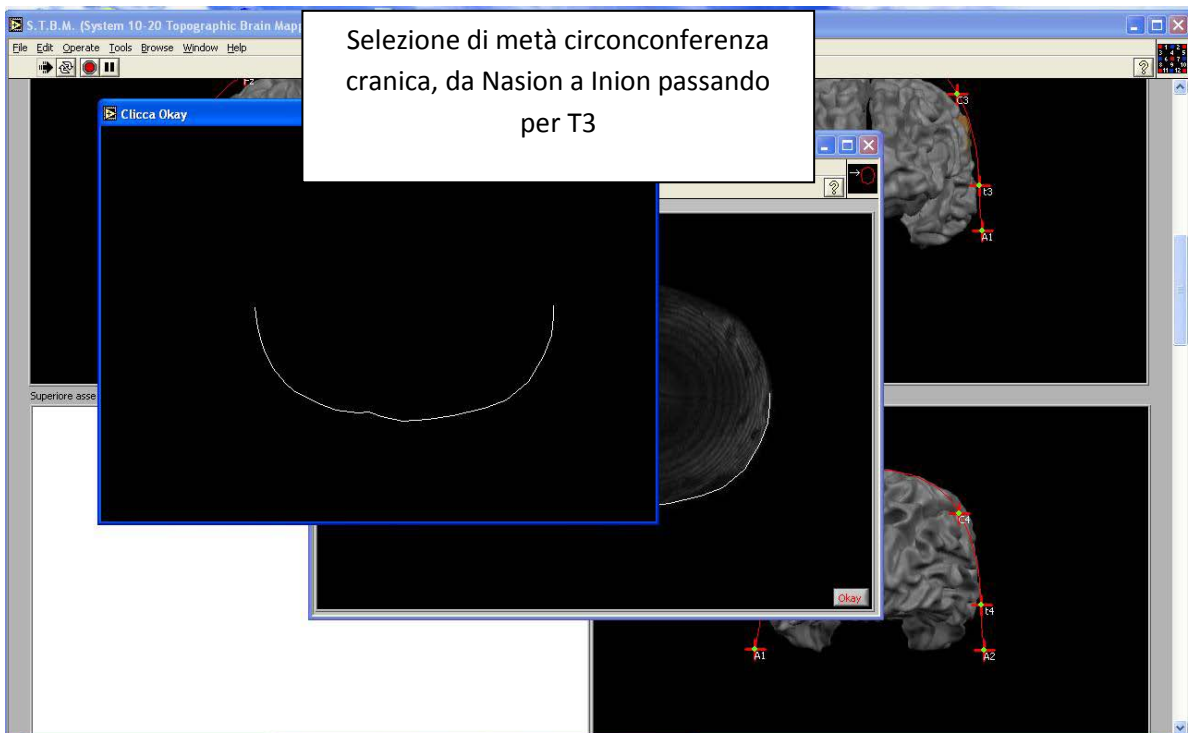 S.T.B.M. (System 10-20 Topographic Brain Map
File Edit Operate Tools Browse Window Help
Selezione di metà circonconferenza
cranica, da Nasion a Inion passando
per T3
Clicca Okay
C3
t3
A1
Superiore asse
Okay
C4
t4
A1
A2